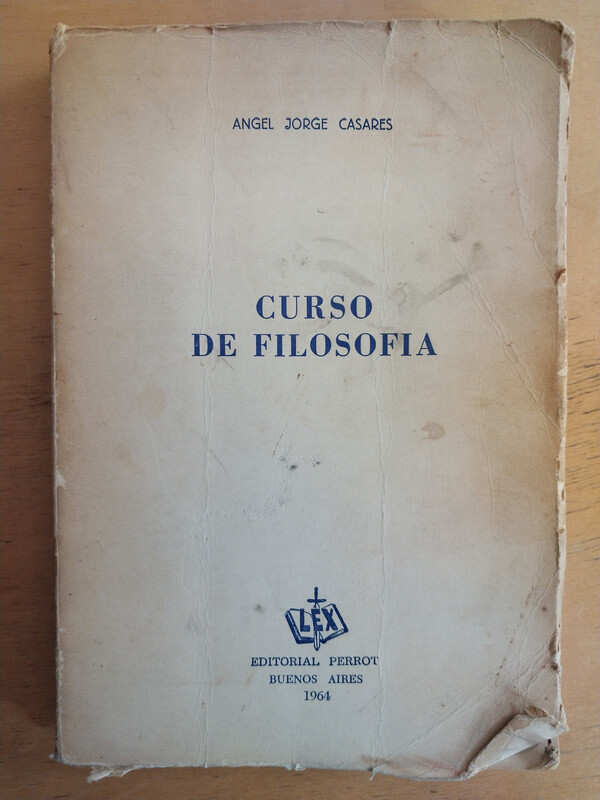 ANGEL JORGE CASARES
CURSO
DE FILOSOFIA
LEX
EDITORIAL PERROT
BUENOS AIRES
1964